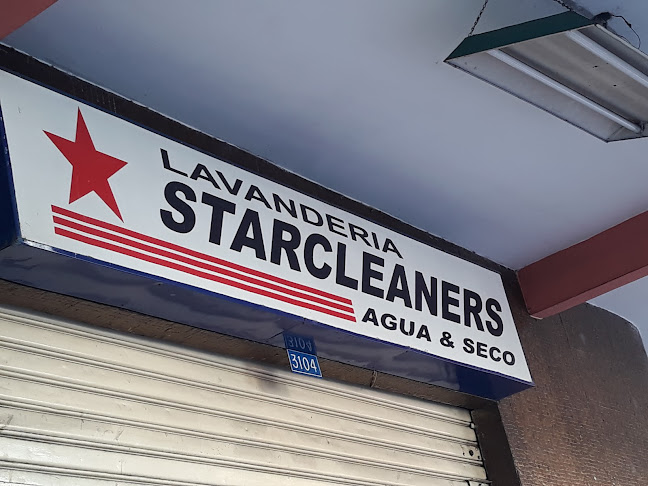 LAVANDERIA
STARCLEANERS
AGUA & SECO
3104
3104